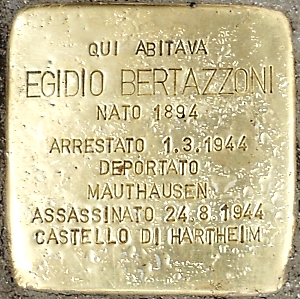 QUI ABITAVA
EGIDIO BERTAZZONI
NATO 1894
ARRESTATO 1.3.1944
DEPORTATO
MAUTHAUSEN
ASSASSINATO 24.8.1944
CASTELLO DI HARTHEIM